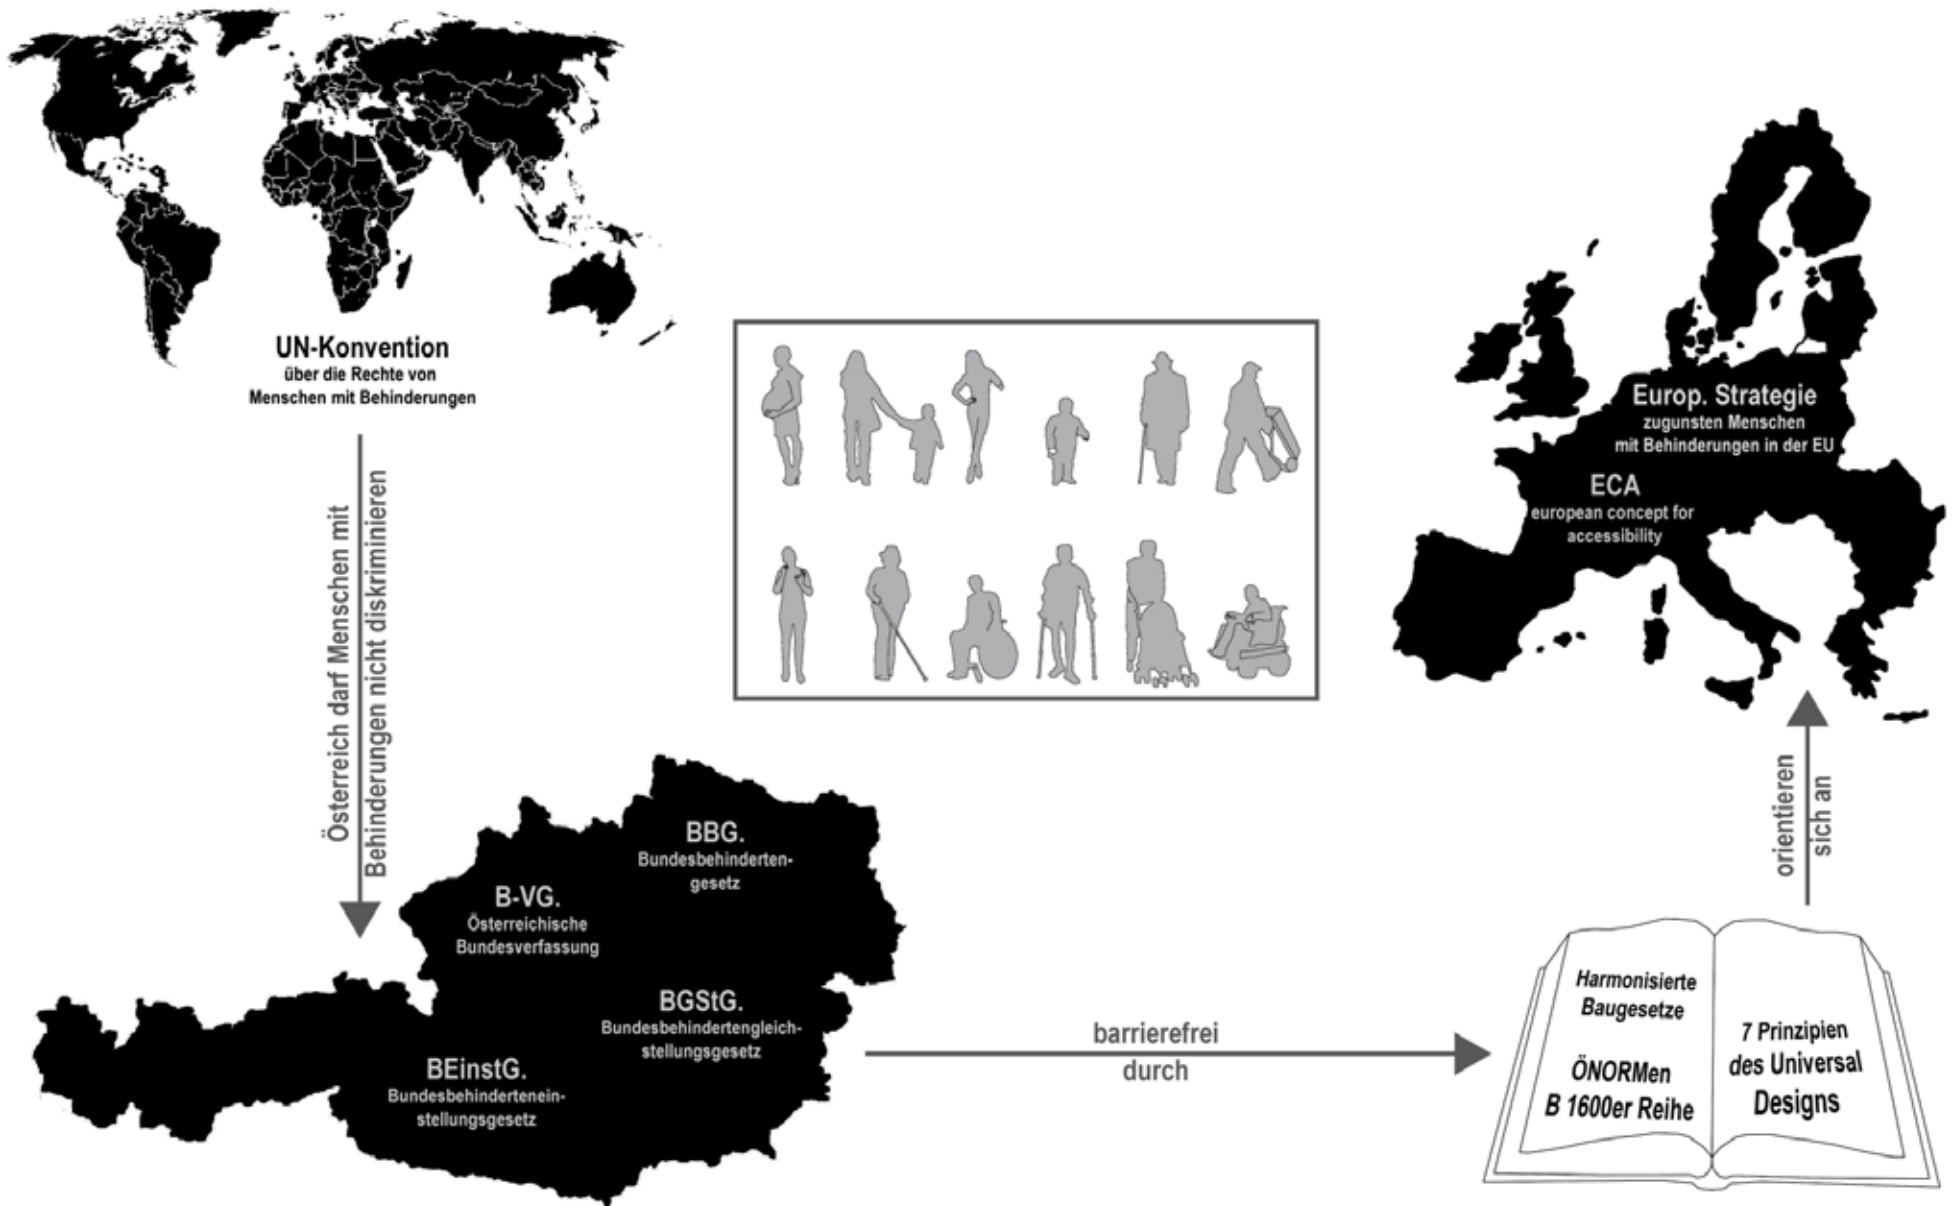 UN-Konvention
über die Rechte von
Menschen mit Behinderungen
Österreich darf Menschen mit
Behinderungen nicht diskriminieren
BBG.
Bundesbehinderten-
gesetz
B-VG.
Österreichische
Bundesverfassung
BGStG.
Bundesbehindertengleich-
stellungsgesetz
BEinstG.
Bundesbehindertenein-
stellungsgesetz
barrierefrei
durch
Harmonisierte
Baugesetze
ÖNORMen
B 1600er Reihe
7 Prinzipien
des Universal
Designs
orientieren
sich an
Europ. Strategie
zugunsten Menschen
mit Behinderungen in der EU
ECA
european concept for
accessibility